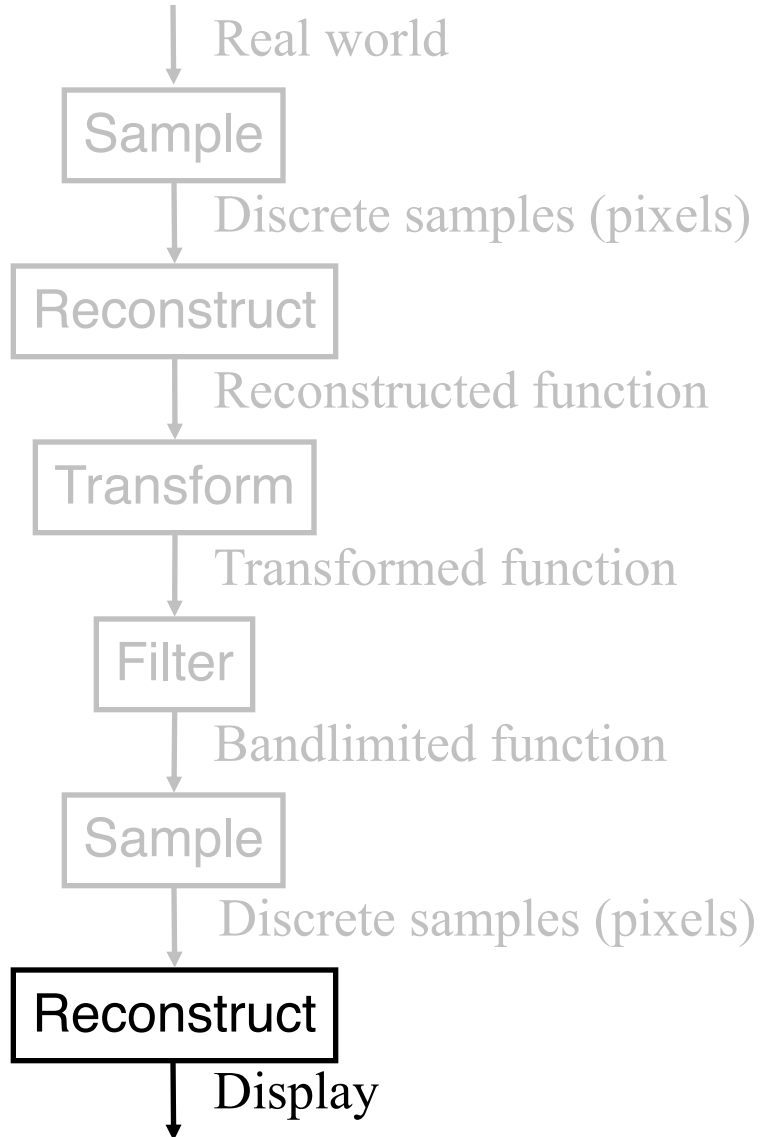 Real world
Sample
Discrete samples (pixels)
Reconstruct
Reconstructed function
Transform
Transformed function
Filter
Bandlimited function
Sample
Discrete samples (pixels)
Reconstruct
Display